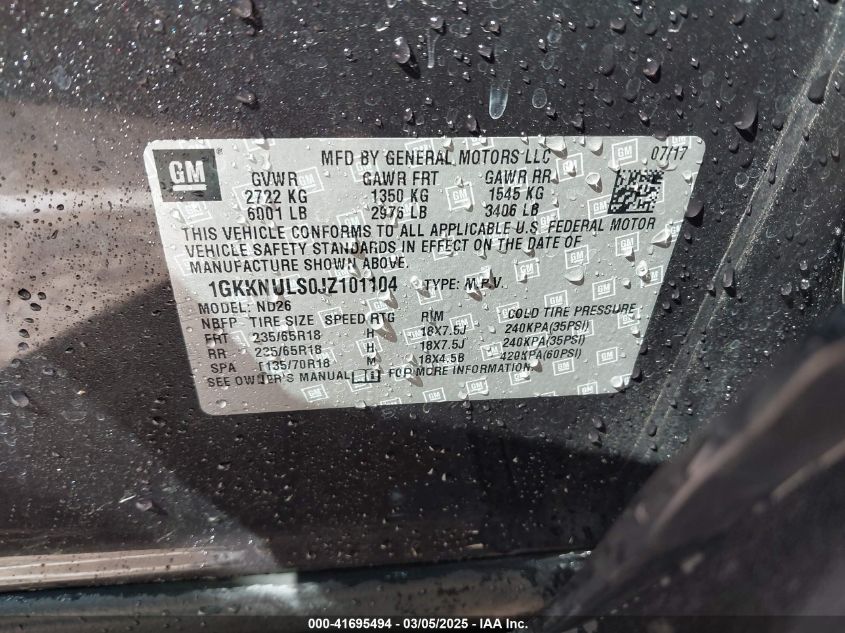 GM ® MFD BY GENERAL MOTORS LLC 07/17
GVWR GAWR FRT GAWR RR
2722 KG 1350 KG 1545 KG
6001 LB 2976 LB 3406 LB
THIS VEHICLE CONFORMS TO ALL APPLICABLE U.S. FEDERAL MOTOR
VEHICLE SAFETY STANDARDS IN EFFECT ON THE DATE OF
MANUFACTURE SHOWN ABOVE.
1GKKNULS0JZ101104 TYPE: M.P.V.
MODEL: ND26
NBFP TIRE SIZE SPEED RTG RIM COLD TIRE PRESSURE
FRT 235/65R18 H 18X7.5J 240KPA(35PSI)
RR 235/65R18 H 18X7.5J 240KPA(35PSI)
SPA T135/70R18 M 18X4.5B 420KPA(60PSI)
SEE OWNER'S MANUAL FOR MORE INFORMATION.
000-41695494 — 03/05/2025 — IAA Inc.